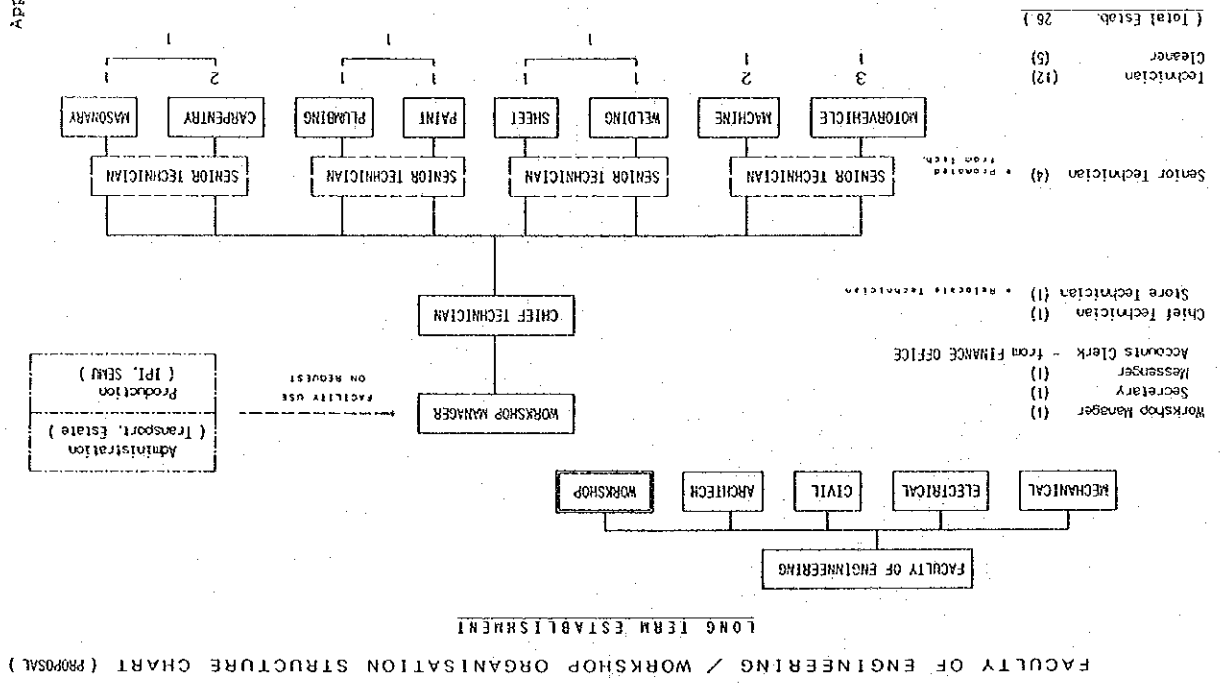 FACULTY OF ENGINEERING / WORKSHOP ORGANISATION STRUCTURE CHART ( PROPOSAL )
LONG TERM ESTABLISHMENT
FACULTY OF ENGINNEERING
MECHANICAL
ELECTRICAL
CIVIL
ARCHITECH
WORKSHOP
Administration
( Transport, Estate )
Production
( IPI, SEMU )
FACILITY USE
ON REQUEST
WORKSHOP MANAGER
CHIEF TECHNICIAN
Workshop Manager (1)
Secretary (1)
Messenger (1)
Accounts Clerk - from FINANCE OFFICE
Chief Technician (1)
Store Technician (1) * Relocate Technician
SENIOR TECHNICIAN
SENIOR TECHNICIAN
SENIOR TECHNICIAN
SENIOR TECHNICIAN
Senior Technician (4) * Promoted
from Tech.
MOTORVEHICLE
MACHINE
WELDING
SHEET
PAINT
PLUMBING
CARPENTRY
MASONARY
3 2 1 1 1 1 2 1
1 1 1 1 1
Technician (12)
Cleaner (5)
( Total Estab. 26 )
App